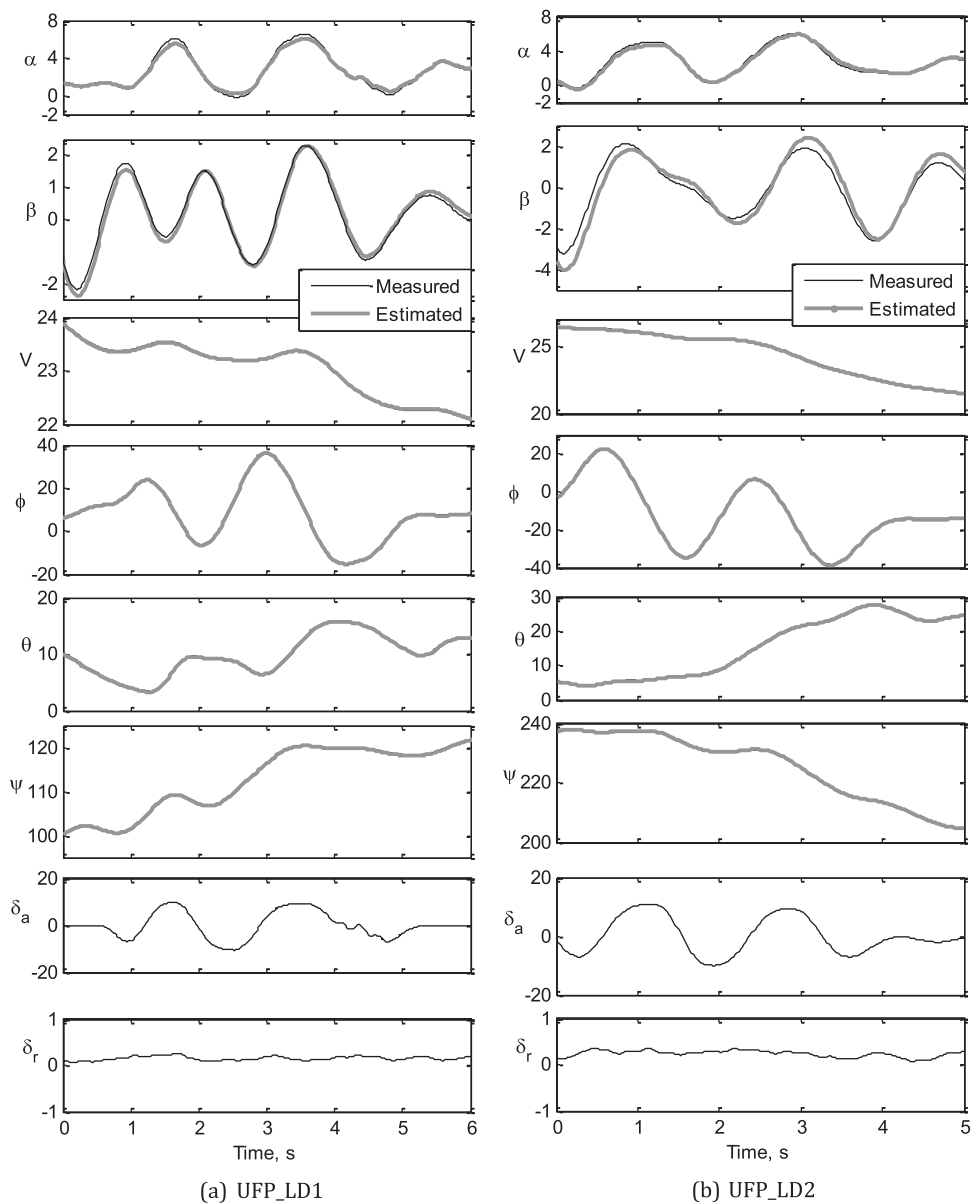 8
4
0
-2
α
2
0
-2
β
Measured
Estimated
24
23
22
V
40
20
0
-20
ϕ
20
10
0
θ
120
110
100
ψ
20
0
-20
δa
1
0
-1
δr
0 1 2 3 4 5 6
Time, s
(a) UFP_LD1
8
4
0
-2
α
2
0
-2
-4
β
Measured
Estimated
25
20
V
20
0
-20
-40
ϕ
30
20
10
0
θ
240
220
200
ψ
20
0
-20
δa
1
0
-1
δr
0 1 2 3 4 5
Time, s
(b) UFP_LD2